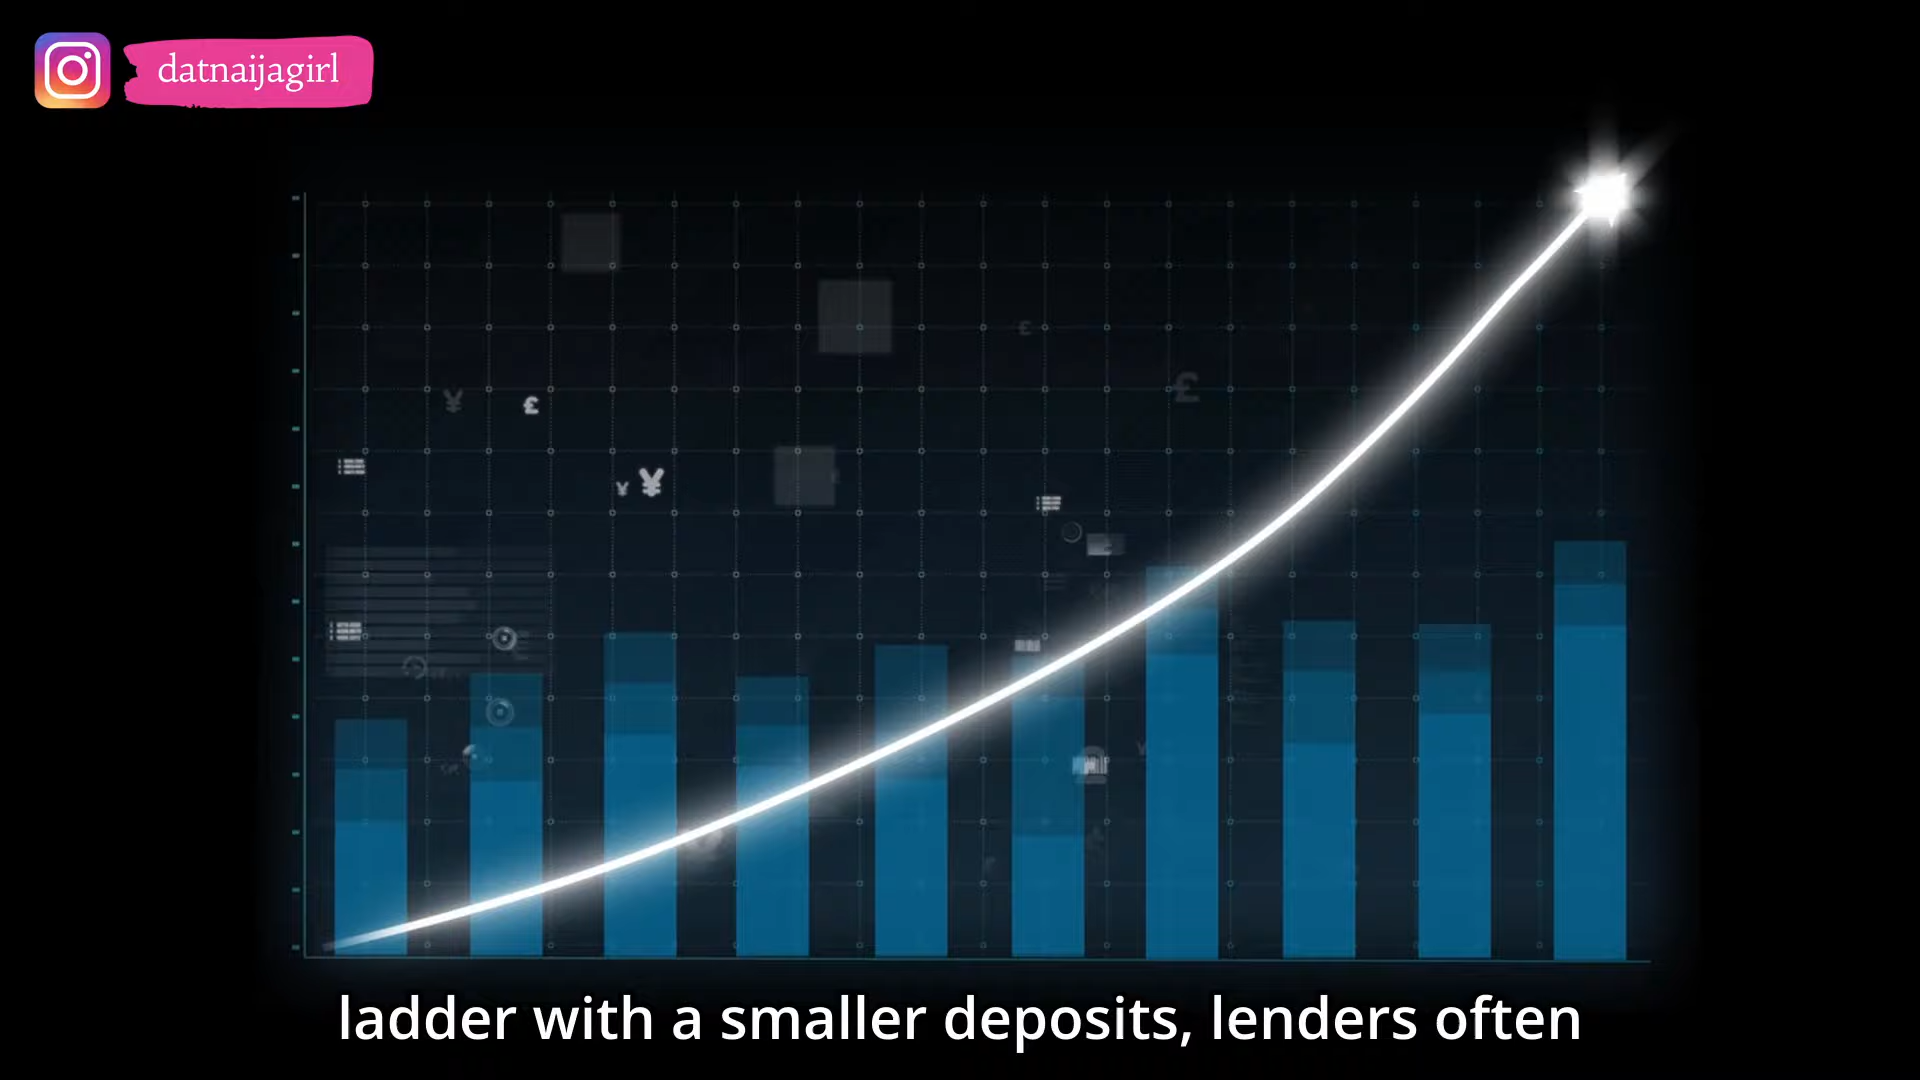 datnaijagirl
ladder with a smaller deposits, lenders often